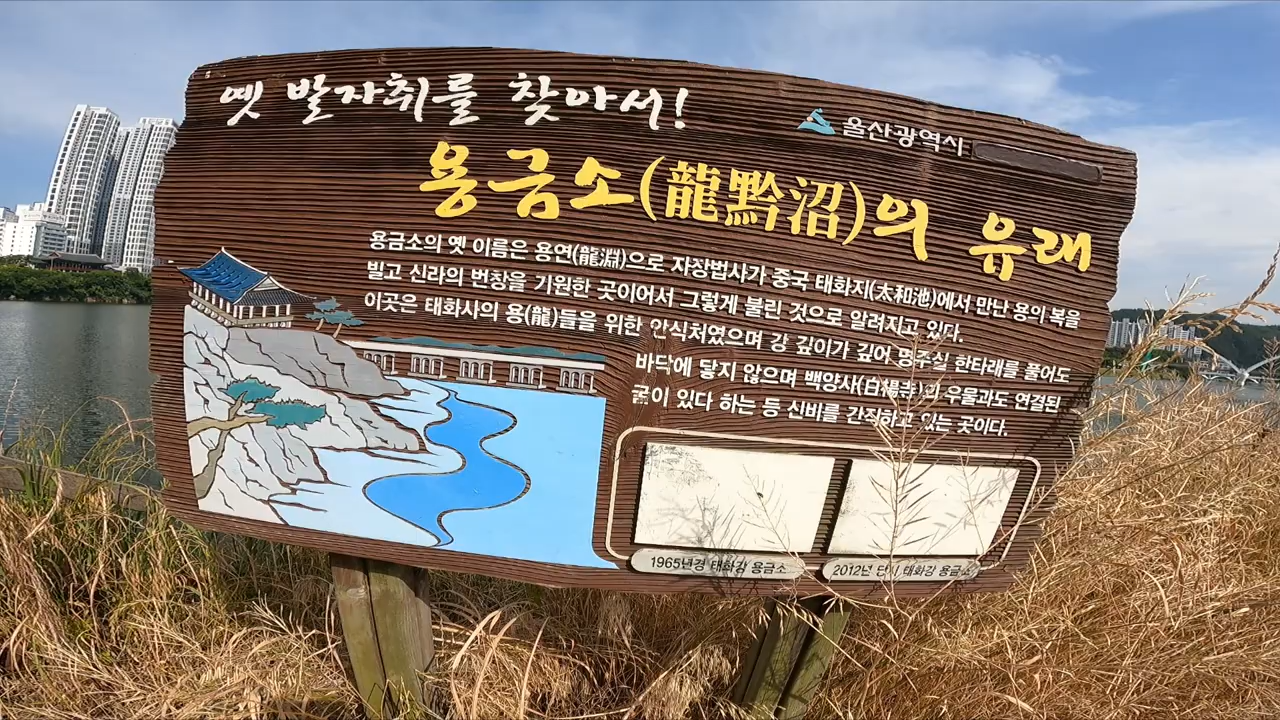 옛 발자취를 찾아서!
울산광역시
용금소(龍黔沼)의 유래
용금소의 옛 이름은 용연(龍淵)으로 자장법사가 중국 태화지(太和池)에서 만난 용의 복을
빌고 신라의 번창을 기원한 곳이어서 그렇게 불린 것으로 알려지고 있다.
이곳은 태화사의 용(龍)들을 위한 안식처였으며 강 깊이가 깊어 명주실 한타래를 풀어도
바닥에 닿지 않으며 백양사(白楊寺)의 우물과도 연결된
굴이 있다 하는 등 신비를 간직하고 있는 곳이다.
1965년경 태화강 용금소
2012년 태화강 용금소